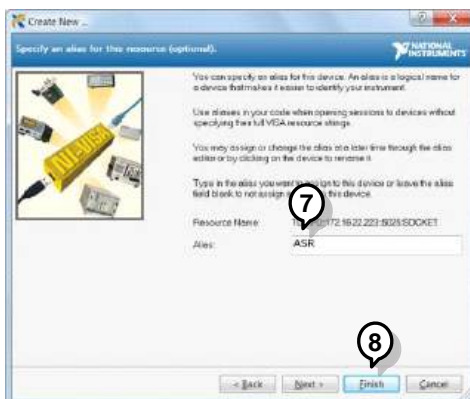 Create New ...
Specify an alias for this resource (optional).
NATIONAL
INSTRUMENTS
You can specify an alias for this device. An alias is a logical name for
a device that makes it easier to identify your instrument.
Use aliases in your code when opening sessions to devices without
specifying their full VISA resource strings.
You may assign or change the alias at a later time through the alias
editor or by clicking on the device to rename it.
Type in the alias you want to assign to this device or leave the alias
field blank to not assign this device.
7
Resource Name: 172.16.22.223::5025::SOCKET
Alias: ASR
NI-VISA
8
< Back Next > Finish Cancel